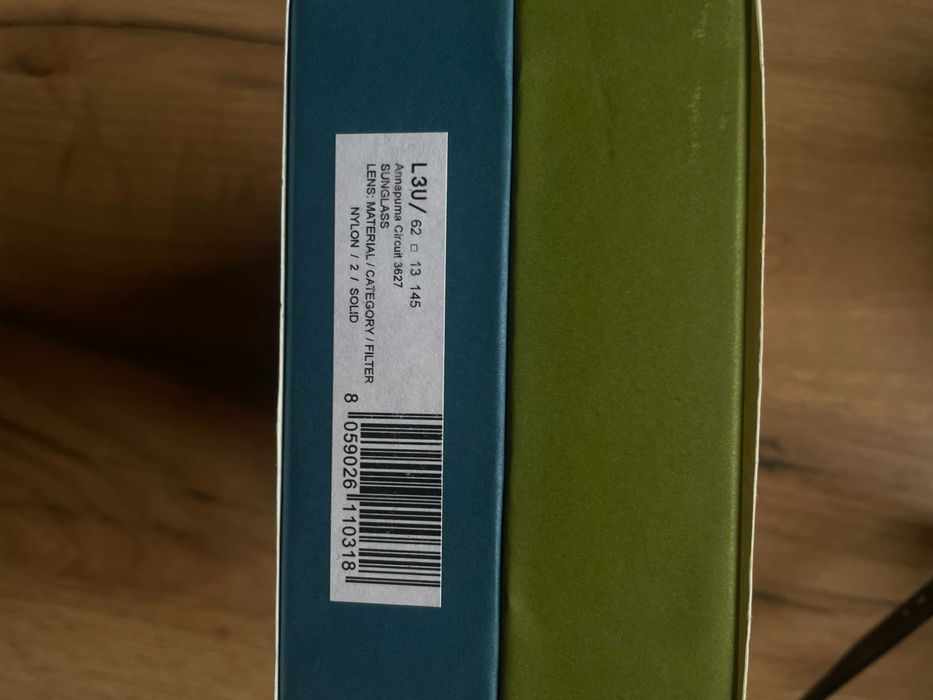 L3U/ 62 □ 13 145
Annapurna Circuit 3627
SUNGLASS
LENS: MATERIAL / CATEGORY / FILTER
NYLON / 2 / SOLID
8 059026 110318